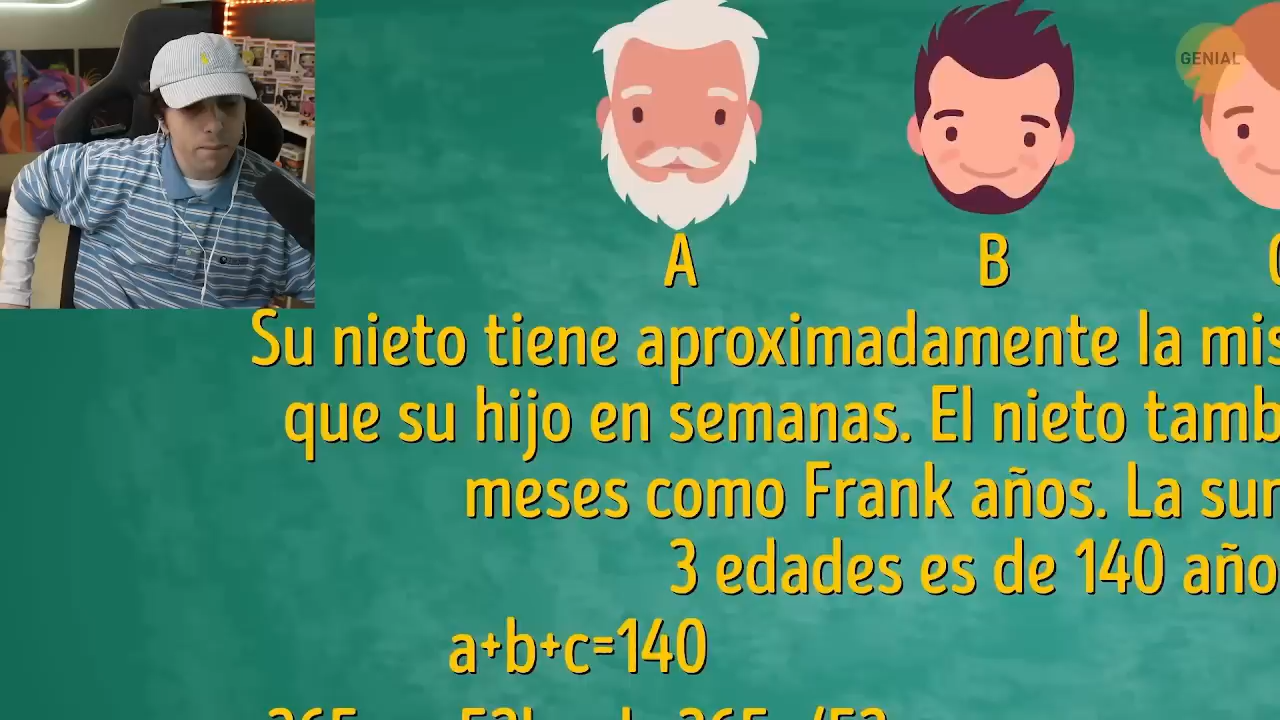 GENIAL
A
B
Su nieto tiene aproximadamente la mis
que su hijo en semanas. El nieto tamb
meses como Frank años. La sur
3 edades es de 140 año
a+b+c=140